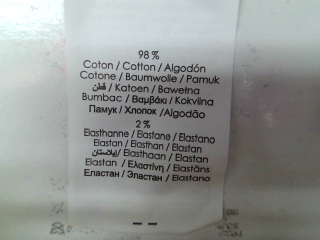 98%
Coton / Cotton / Algodón
Cotone / Baumwolle / Pamuk
قطن / Katoen / Bawełna
Bumbac / Βαμβάκι / Kokvilna
Памук / Хлопок / Algodão
2%
Elasthanne / Elastane / Elastano
Elastan / Elasthan / Elastan
إيلاستان / Elasthaan / Elastan
Elastan / Ελαστίνη / Elastāns
Еластан / Эластан / Elastano